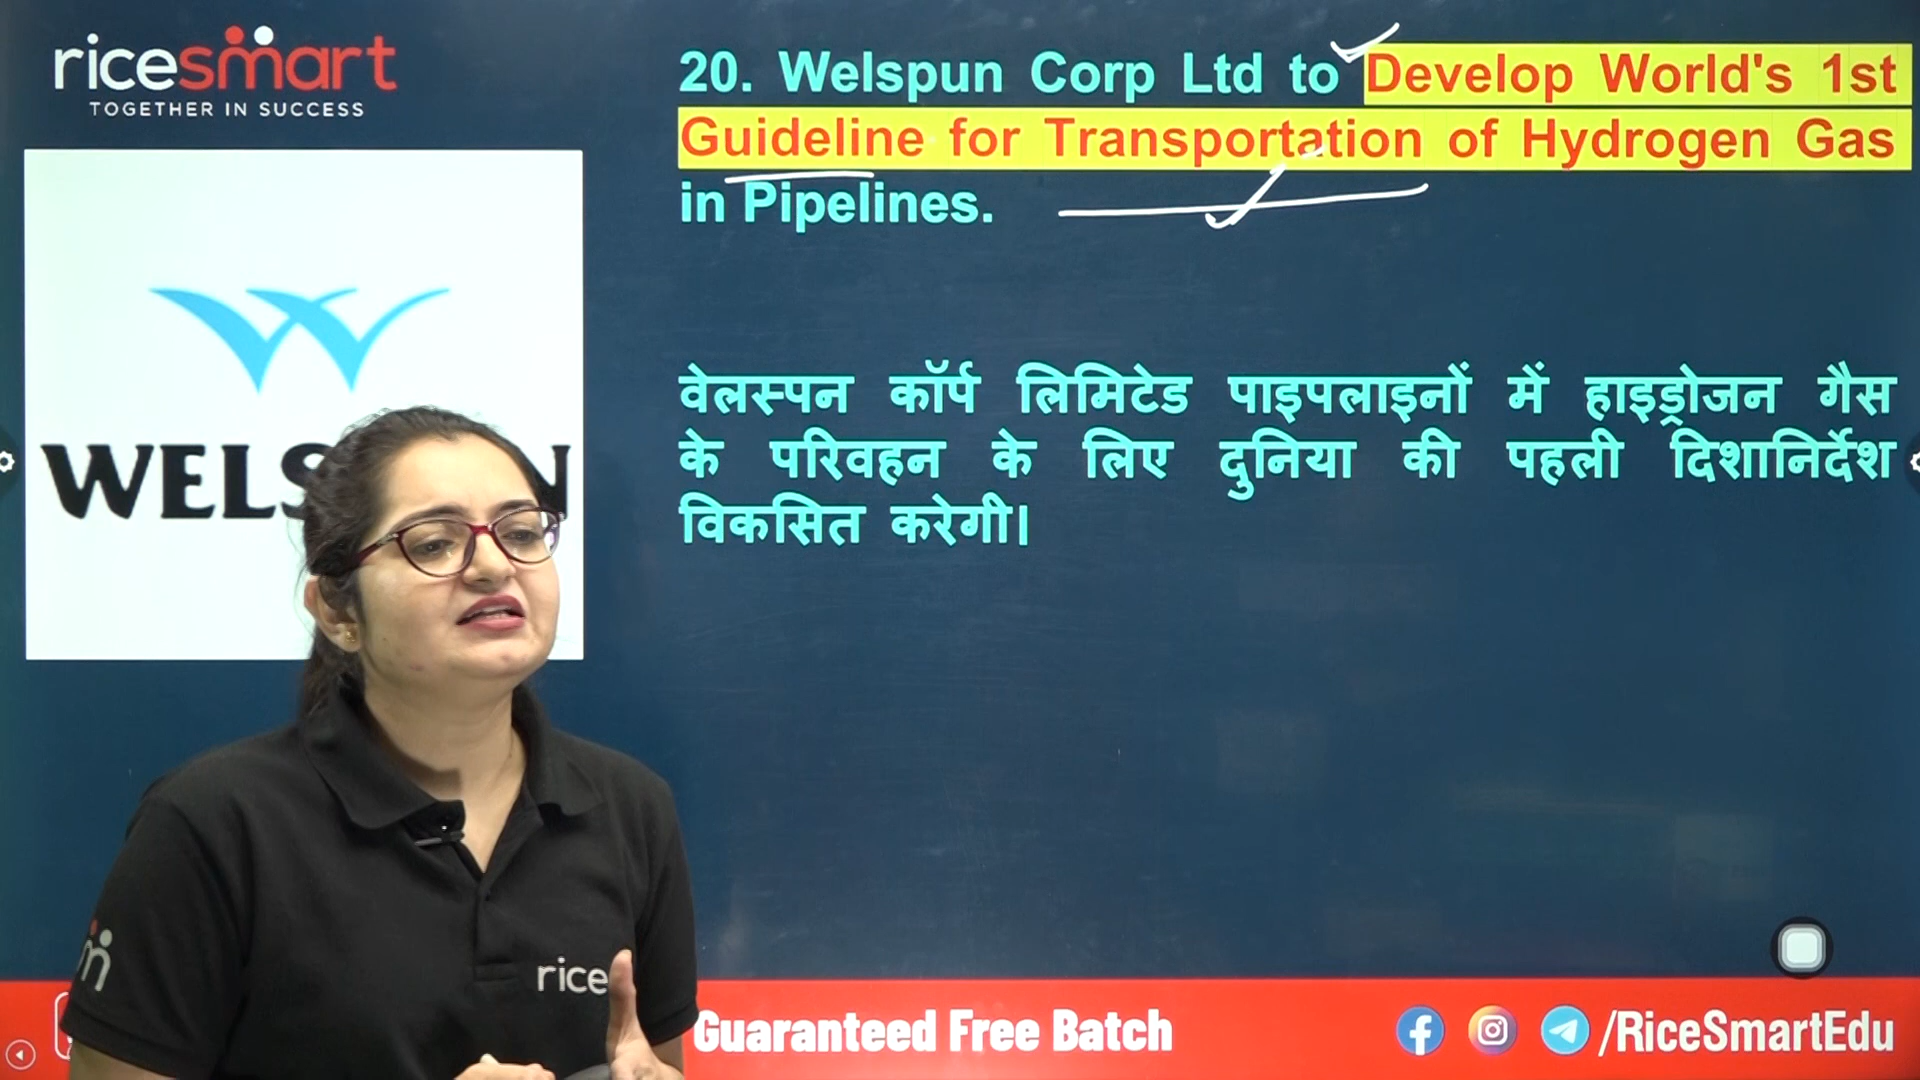 ricesmart
TOGETHER IN SUCCESS
20. Welspun Corp Ltd to Develop World's 1st
Guideline for Transportation of Hydrogen Gas
in Pipelines.
वेलस्पन कॉर्प लिमिटेड पाइपलाइनों में हाइड्रोजन गैस
के परिवहन के लिए दुनिया की पहली दिशानिर्देश
विकसित करेगी।
rice
Guaranteed Free Batch
/RiceSmartEdu